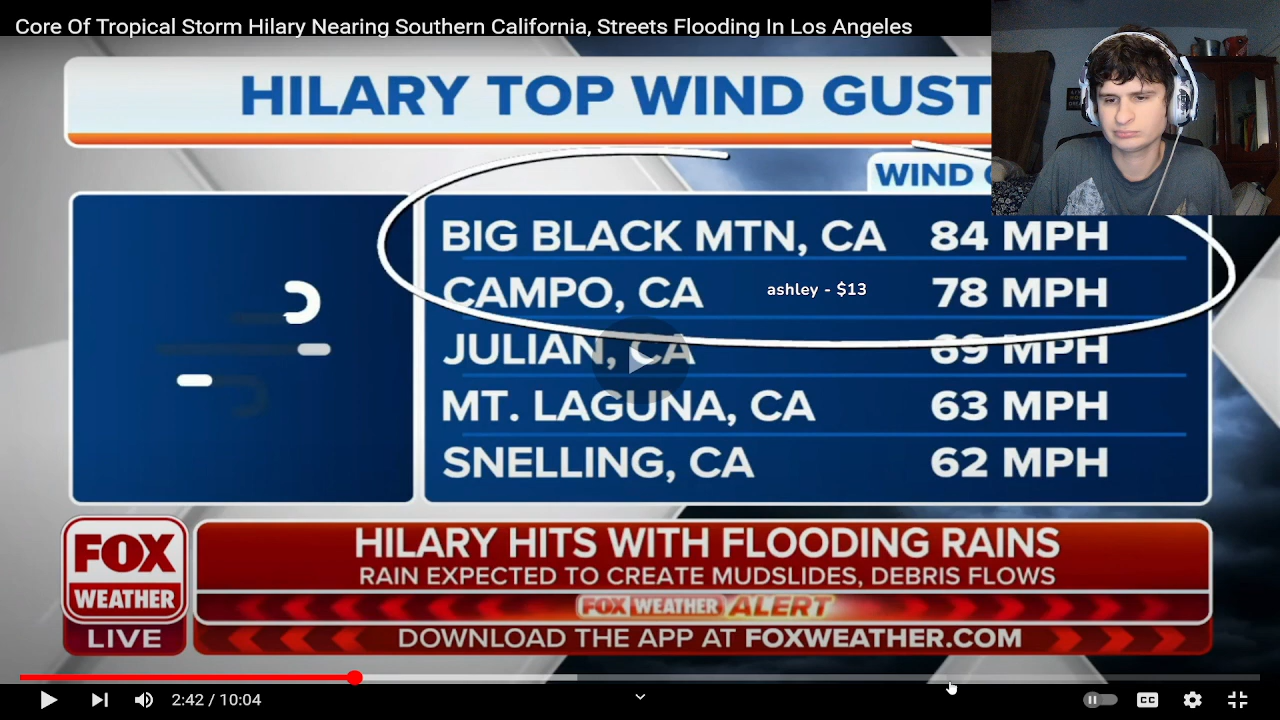 Core Of Tropical Storm Hilary Nearing Southern California, Streets Flooding In Los Angeles
HILARY TOP WIND GUST
WIND
BIG BLACK MTN, CA 84 MPH
CAMPO, CA ashley - $13 78 MPH
JULIAN, CA 69 MPH
MT. LAGUNA, CA 63 MPH
SNELLING, CA 62 MPH
FOX WEATHER
LIVE
HILARY HITS WITH FLOODING RAINS
RAIN EXPECTED TO CREATE MUDSLIDES, DEBRIS FLOWS
FOX WEATHER ALERT
DOWNLOAD THE APP AT FOXWEATHER.COM
2:42 / 10:04
CC